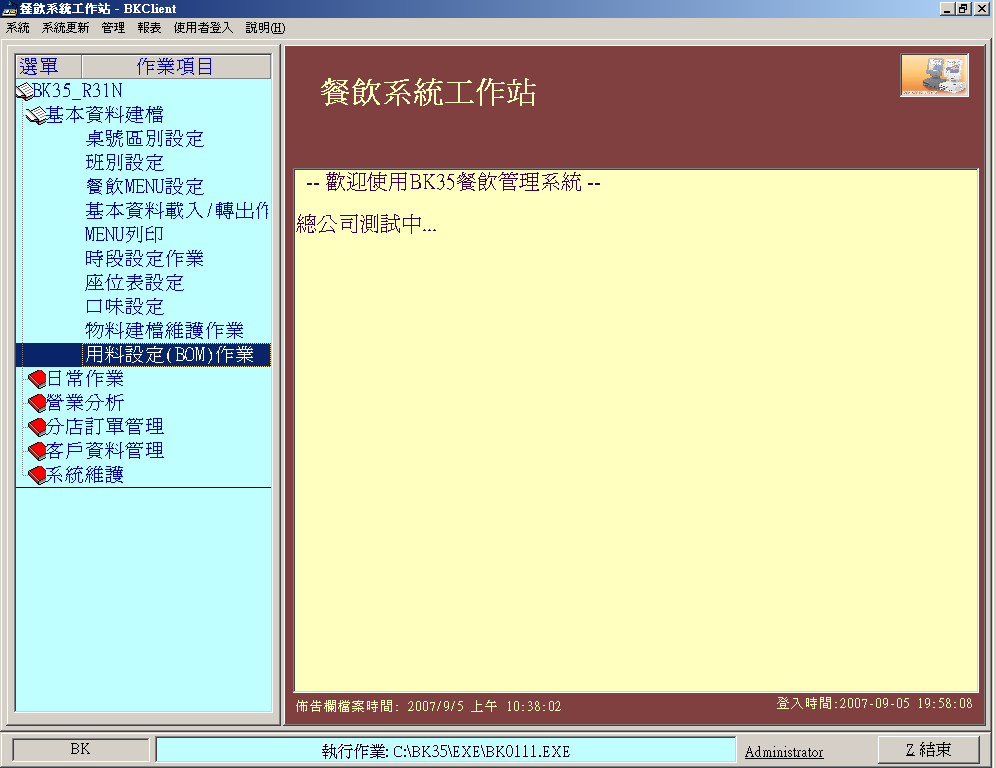 餐飲系統工作站 - BKClient
系統 系統更新 管理 報表 使用者登入 說明(H)
選單 作業項目
BK35_R31N
基本資料建檔
桌號區別設定
班別設定
餐飲MENU設定
基本資料載入/轉出作
MENU列印
時段設定作業
座位表設定
口味設定
物料建檔維護作業
用料設定(BOM)作業
日常作業
營業分析
分店訂單管理
客戶資料管理
系統維護
餐飲系統工作站
-- 歡迎使用BK35餐飲管理系統 --
總公司測試中...
佈告欄檔案時間: 2007/9/5 上午 10:38:02
登入時間:2007-09-05 19:58:08
BK
執行作業: C:\BK35\EXE\BK0111.EXE
Administrator
Z 結束